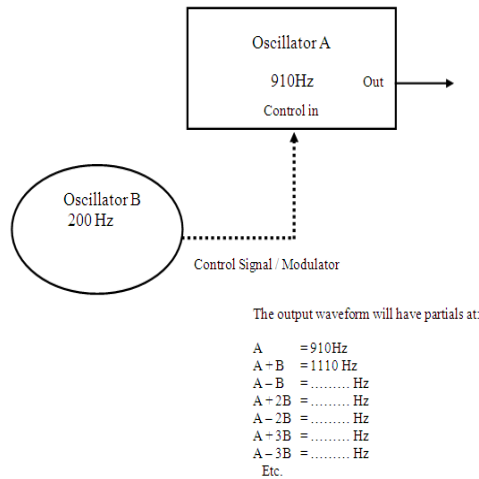 Oscillator A
910Hz
Out
Control in
Oscillator B
200 Hz
Control Signal / Modulator
The output waveform will have partials at:
A = 910Hz
A + B = 1110 Hz
A – B = ……… Hz
A + 2B = ……… Hz
A – 2B = ……… Hz
A + 3B = ……… Hz
A – 3B = ……… Hz
Etc.